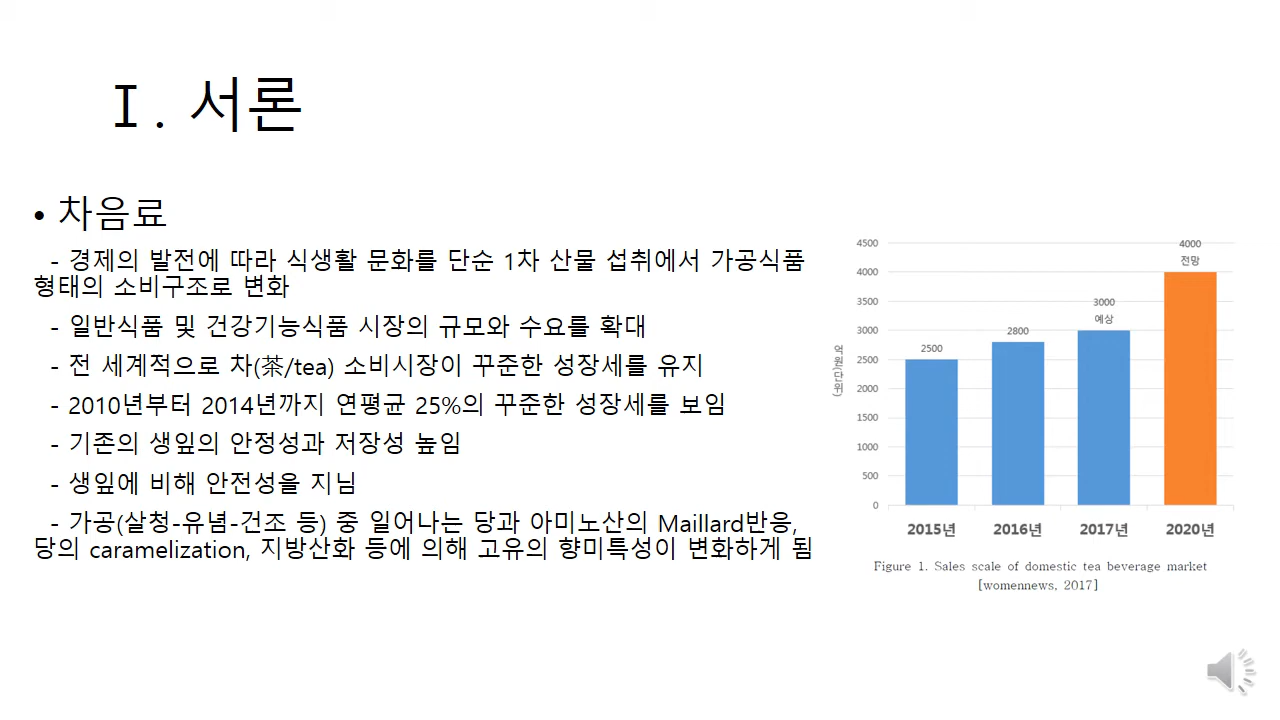 Ⅰ. 서론
• 차음료
- 경제의 발전에 따라 식생활 문화를 단순 1차 산물 섭취에서 가공식품
형태의 소비구조로 변화
- 일반식품 및 건강기능식품 시장의 규모와 수요를 확대
- 전 세계적으로 차(茶/tea) 소비시장이 꾸준한 성장세를 유지
- 2010년부터 2014년까지 연평균 25%의 꾸준한 성장세를 보임
- 기존의 생잎의 안정성과 저장성 높임
- 생잎에 비해 안전성을 지님
- 가공(살청-유념-건조 등) 중 일어나는 당과 아미노산의 Maillard반응,
당의 caramelization, 지방산화 등에 의해 고유의 향미특성이 변화하게 됨
4500
4000
3500
3000
2500
2000
1500
1000
500
0
억원(단위)
2500
2800
3000
예상
4000
전망
2015년
2016년
2017년
2020년
Figure 1. Sales scale of domestic tea beverage market
[womennews, 2017]